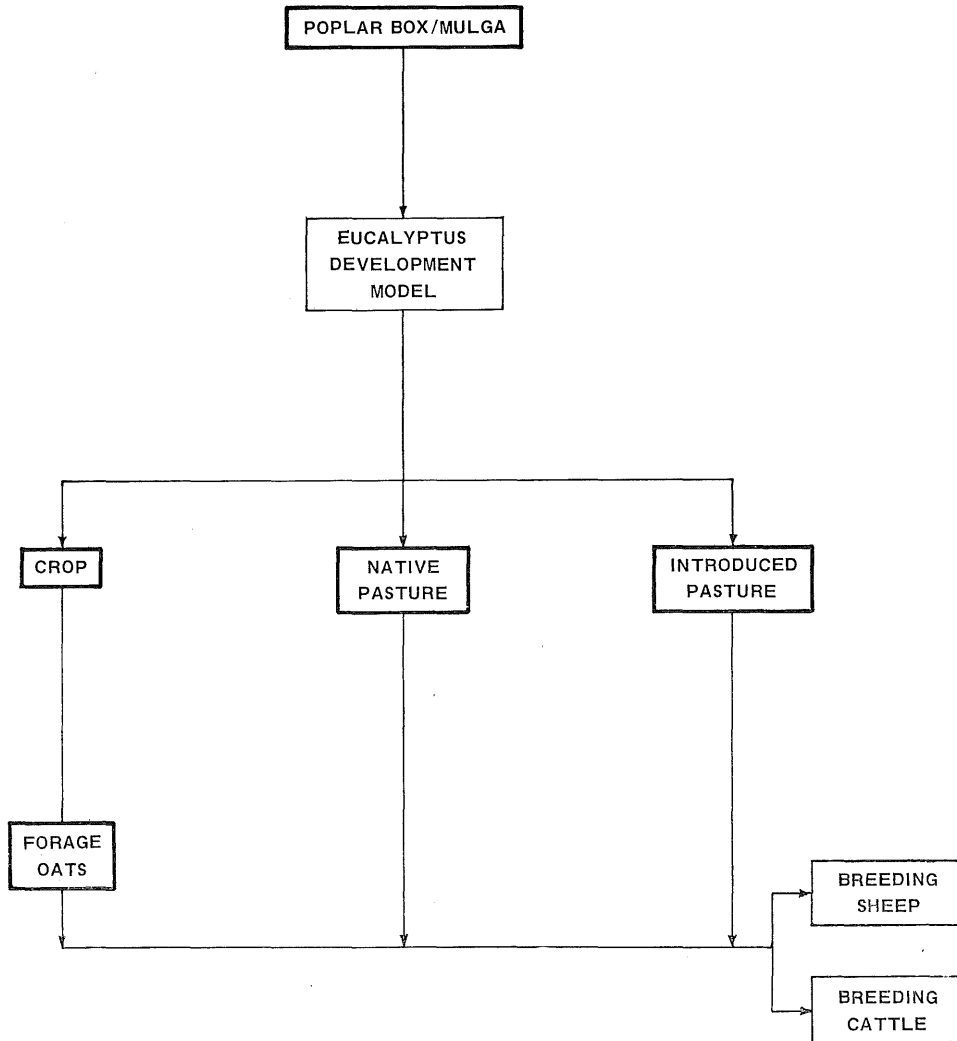 POPLAR BOX/MULGA
EUCALYPTUS
DEVELOPMENT
MODEL
CROP
NATIVE
PASTURE
INTRODUCED
PASTURE
FORAGE
OATS
BREEDING
SHEEP
BREEDING
CATTLE